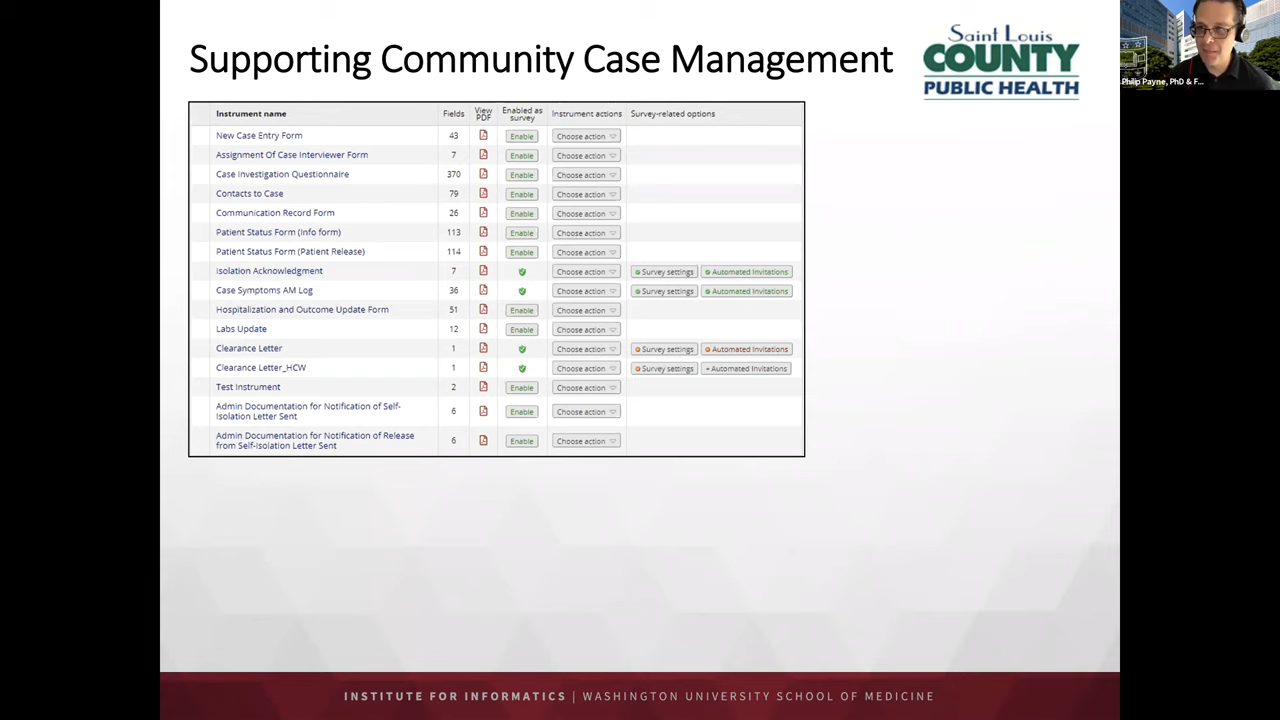 Supporting Community Case Management
Saint Louis
COUNTY
PUBLIC HEALTH
Philip Payne, PhD & F...
Instrument name Fields View PDF Enabled as survey Instrument actions Survey-related options
New Case Entry Form 43 Enable Choose action
Assignment Of Case Interviewer Form 7 Enable Choose action
Case Investigation Questionnaire 370 Enable Choose action
Contacts to Case 79 Enable Choose action
Communication Record Form 26 Enable Choose action
Patient Status Form (Info form) 113 Enable Choose action
Patient Status Form (Patient Release) 114 Enable Choose action
Isolation Acknowledgment 7 Choose action Survey settings Automated Invitations
Case Symptoms AM Log 36 Choose action Survey settings Automated Invitations
Hospitalization and Outcome Update Form 51 Enable Choose action
Labs Update 12 Enable Choose action
Clearance Letter 1 Choose action Survey settings Automated Invitations
Clearance Letter_HCW 1 Choose action Survey settings + Automated Invitations
Test Instrument 2 Enable Choose action
Admin Documentation for Notification of Self-
Isolation Letter Sent 6 Enable Choose action
Admin Documentation for Notification of Release
from Self-Isolation Letter Sent 6 Enable Choose action
INSTITUTE FOR INFORMATICS | WASHINGTON UNIVERSITY SCHOOL OF MEDICINE